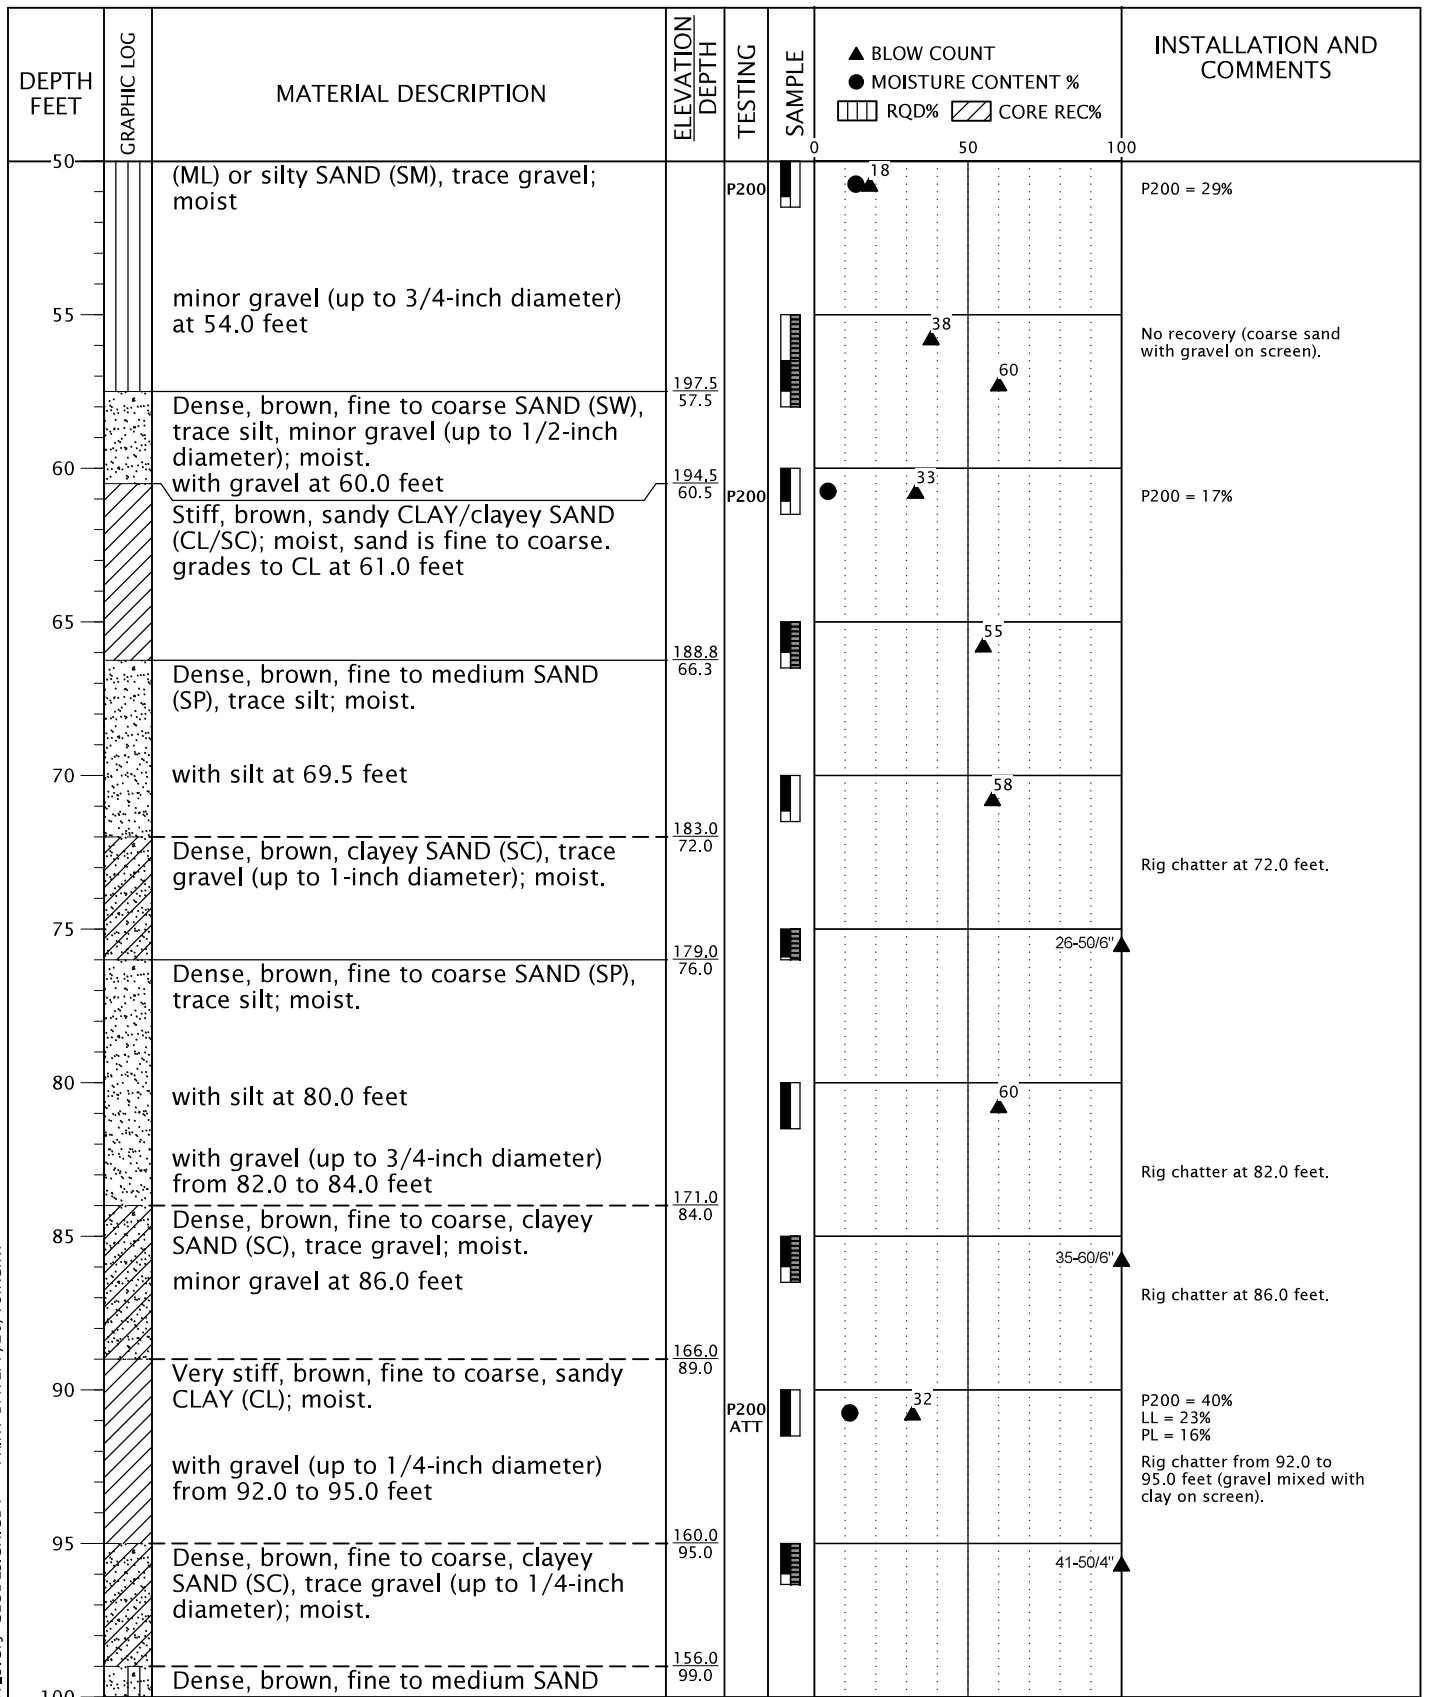 DEPTH
FEET
GRAPHIC LOG
MATERIAL DESCRIPTION
ELEVATION
DEPTH
TESTING
SAMPLE
▲ BLOW COUNT
● MOISTURE CONTENT %
RQD% CORE REC%
INSTALLATION AND
COMMENTS
0 50 100
50
(ML) or silty SAND (SM), trace gravel;
moist
P200
18
P200 = 29%
minor gravel (up to 3/4-inch diameter)
at 54.0 feet
55
38
No recovery (coarse sand
with gravel on screen).
60
197.5
57.5
Dense, brown, fine to coarse SAND (SW),
trace silt, minor gravel (up to 1/2-inch
diameter); moist.
60
with gravel at 60.0 feet
194.5
60.5
P200
33
P200 = 17%
Stiff, brown, sandy CLAY/clayey SAND
(CL/SC); moist, sand is fine to coarse.
grades to CL at 61.0 feet
65
55
188.8
66.3
Dense, brown, fine to medium SAND
(SP), trace silt; moist.
70
with silt at 69.5 feet
58
183.0
72.0
Dense, brown, clayey SAND (SC), trace
gravel (up to 1-inch diameter); moist.
Rig chatter at 72.0 feet.
75
26-50/6"
179.0
76.0
Dense, brown, fine to coarse SAND (SP),
trace silt; moist.
80
with silt at 80.0 feet
60
with gravel (up to 3/4-inch diameter)
from 82.0 to 84.0 feet
Rig chatter at 82.0 feet.
171.0
84.0
Dense, brown, fine to coarse, clayey
SAND (SC), trace gravel; moist.
85
35-60/6"
minor gravel at 86.0 feet
Rig chatter at 86.0 feet.
166.0
89.0
Very stiff, brown, fine to coarse, sandy
CLAY (CL); moist.
90
P200
ATT
32
P200 = 40%
LL = 23%
PL = 16%
with gravel (up to 1/4-inch diameter)
from 92.0 to 95.0 feet
Rig chatter from 92.0 to
95.0 feet (gravel mixed with
clay on screen).
95
160.0
95.0
41-50/4"
Dense, brown, fine to coarse, clayey
SAND (SC), trace gravel (up to 1/4-inch
diameter); moist.
156.0
99.0
Dense, brown, fine to medium SAND
100